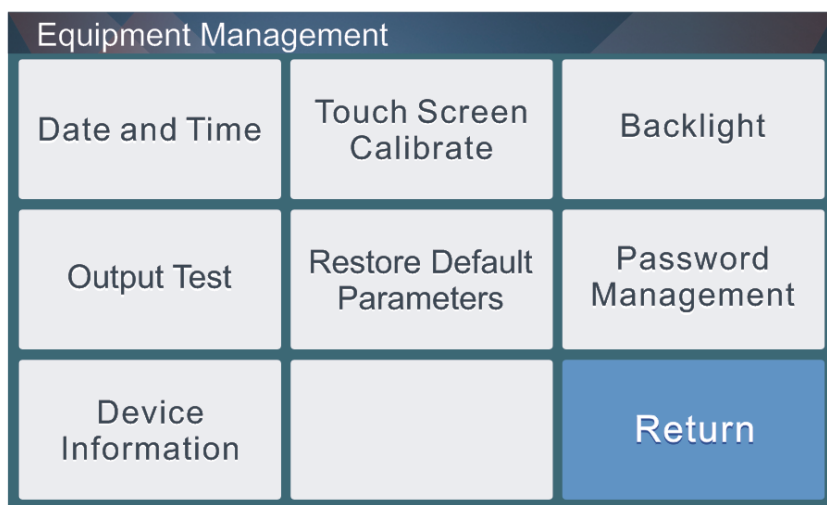 Equipment Management
Date and Time
Touch Screen
Calibrate
Backlight
Output Test
Restore Default
Parameters
Password
Management
Device
Information
Return